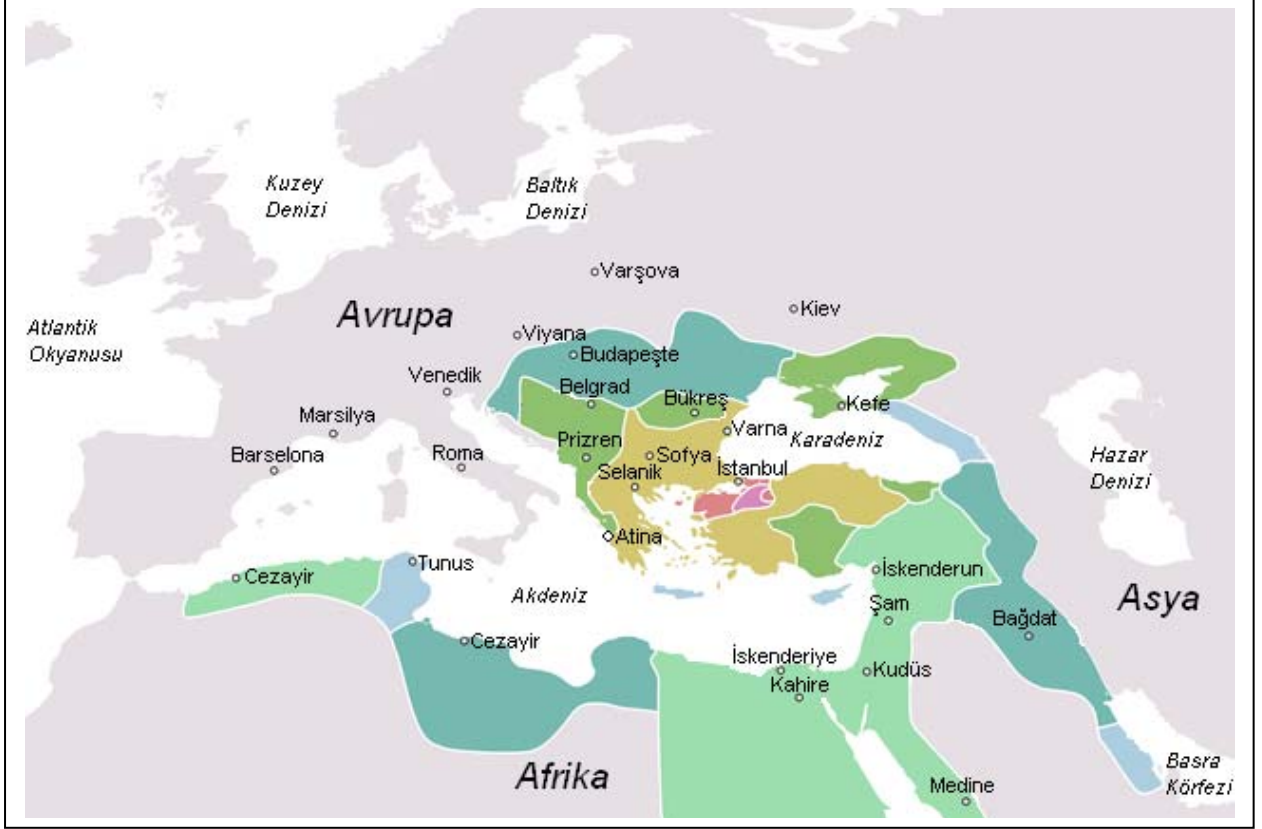 Kuzey
Denizi
Baltık
Denizi
Varşova
Kiev
Avrupa
Atlantik
Okyanusu
Viyana
Budapeşte
Venedik
Belgrad
Bükreş
Kefe
Marsilya
Varna
Karadeniz
Prizren
Barselona
Roma
Sofya
Hazar
Denizi
Selanik
İstanbul
Atina
Tunus
Cezayir
İskenderun
Akdeniz
Asya
Şam
Bağdat
Cezayir
İskenderiye
Kudüs
Kahire
Afrika
Medine
Basra
Körfezi